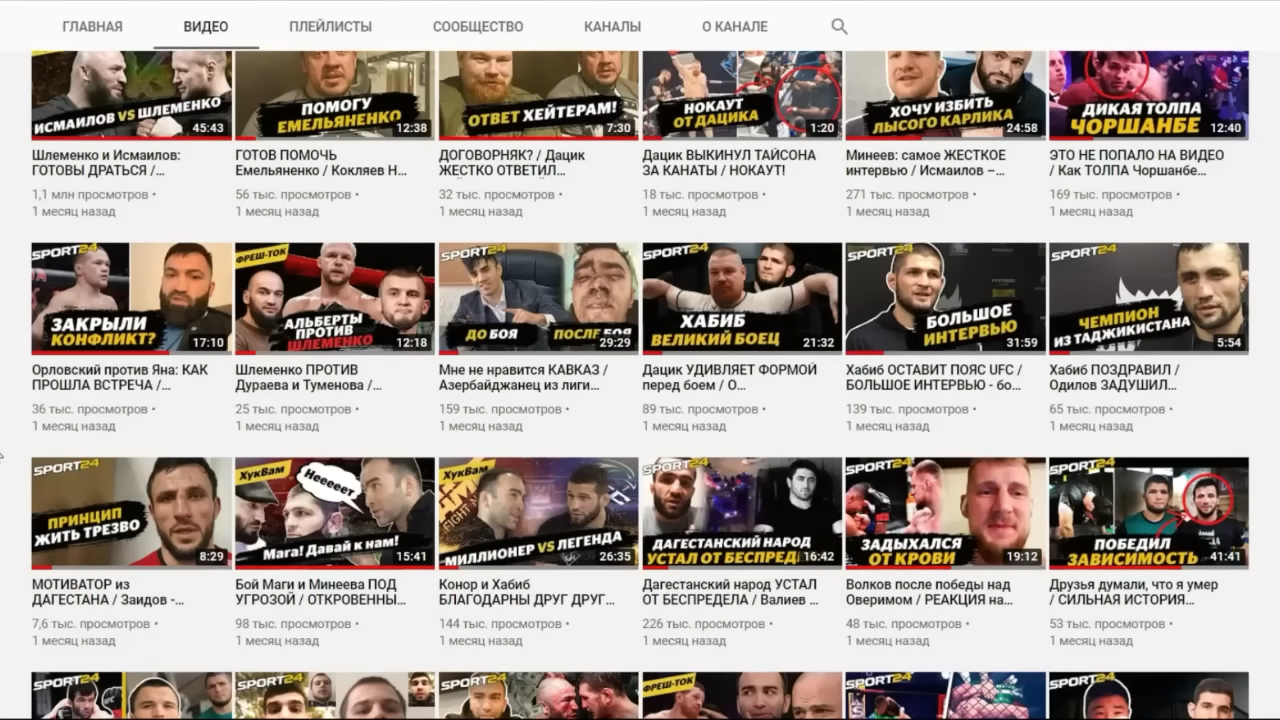 ГЛАВНАЯ ВИДЕО ПЛЕЙЛИСТЫ СООБЩЕСТВО КАНАЛЫ О КАНАЛЕ
ИСМАИЛОВ VS ШЛЕМЕНКО
45:43
ПОМОГУ
ЕМЕЛЬЯНЕНКО
12:38
ОТВЕТ ХЕЙТЕРАМ!
7:30
НОКАУТ
ОТ ДАЦИКА
1:20
ХОЧУ ИЗБИТЬ
ЛЫСОГО КАРЛИКА
24:58
ДИКАЯ ТОЛПА
ЧОРШАНБЕ
12:40
Шлеменко и Исмаилов:
ГОТОВЫ ДРАТЬСЯ /...
1,1 млн просмотров •
1 месяц назад
ГОТОВ ПОМОЧЬ
Емельяненко / Кокляев Н...
56 тыс. просмотров •
1 месяц назад
ДОГОВОРНЯК? / Дацик
ЖЕСТКО ОТВЕТИЛ...
32 тыс. просмотров •
1 месяц назад
Дацик ВЫКИНУЛ ТАЙСОНА
ЗА КАНАТЫ / НОКАУТ!
18 тыс. просмотров •
1 месяц назад
Минеев: самое ЖЕСТКОЕ
интервью / Исмаилов –...
271 тыс. просмотров •
1 месяц назад
ЭТО НЕ ПОПАЛО НА ВИДЕО
/ Как ТОЛПА Чоршанбе...
169 тыс. просмотров •
1 месяц назад
SPORT24
ЗАКРЫЛИ
КОНФЛИКТ?
17:10
ФРЕШ-ТОК
АЛЬБЕРТЫ
ПРОТИВ
ШЛЕМЕНКО
12:18
SPORT24
ДО БОЯ ПОСЛЕ БОЯ
29:29
SPORT24
ХАБИБ
ВЕЛИКИЙ БОЕЦ
21:32
SPORT24
БОЛЬШОЕ
ИНТЕРВЬЮ
31:59
SPORT24
ЧЕМПИОН
ИЗ ТАДЖИКИСТАНА
5:54
Орловский против Яна: КАК
ПРОШЛА ВСТРЕЧА /...
36 тыс. просмотров •
1 месяц назад
Шлеменко ПРОТИВ
Дураева и Туменова /...
25 тыс. просмотров •
1 месяц назад
Мне не нравится КАВКАЗ /
Азербайджанец из лиги...
159 тыс. просмотров •
1 месяц назад
Дацик УДИВЛЯЕТ ФОРМОЙ
перед боем / О...
89 тыс. просмотров •
1 месяц назад
Хабиб ОСТАВИТ ПОЯС UFC /
БОЛЬШОЕ ИНТЕРВЬЮ - бо...
139 тыс. просмотров •
1 месяц назад
Хабиб ПОЗДРАВИЛ /
Одилов ЗАДУШИЛ...
65 тыс. просмотров •
1 месяц назад
SPORT24
ПРИНЦИП
ЖИТЬ ТРЕЗВО
8:29
ХукВам
Нееееет
Мага! Давай к нам!
15:41
ХукВам
МИЛЛИОНЕР VS ЛЕГЕНДА
26:35
SPORT24
ДАГЕСТАНСКИЙ НАРОД
УСТАЛ ОТ БЕСПРЕД
16:42
SPORT24
ЗАДЫХАЛСЯ
ОТ КРОВИ
19:12
SPORT24
ПОБЕДИЛ
ЗАВИСИМОСТЬ
41:41
МОТИВАТОР из
ДАГЕСТАНА / Заидов -...
7,6 тыс. просмотров •
1 месяц назад
Бой Маги и Минеева ПОД
УГРОЗОЙ / ОТКРОВЕННЫ...
98 тыс. просмотров •
1 месяц назад
Конор и Хабиб
БЛАГОДАРНЫ ДРУГ ДРУГ...
144 тыс. просмотров •
1 месяц назад
Дагестанский народ УСТАЛ
ОТ БЕСПРЕДЕЛА / Валиев ...
226 тыс. просмотров •
1 месяц назад
Волков после победы над
Оверимом / РЕАКЦИЯ на...
48 тыс. просмотров •
1 месяц назад
Друзья думали, что я умер
/ СИЛЬНАЯ ИСТОРИЯ...
53 тыс. просмотров •
1 месяц назад
SPORT24
SPORT24
SPORT24
ФРЕШ-ТОК
SPORT24
SPORT24